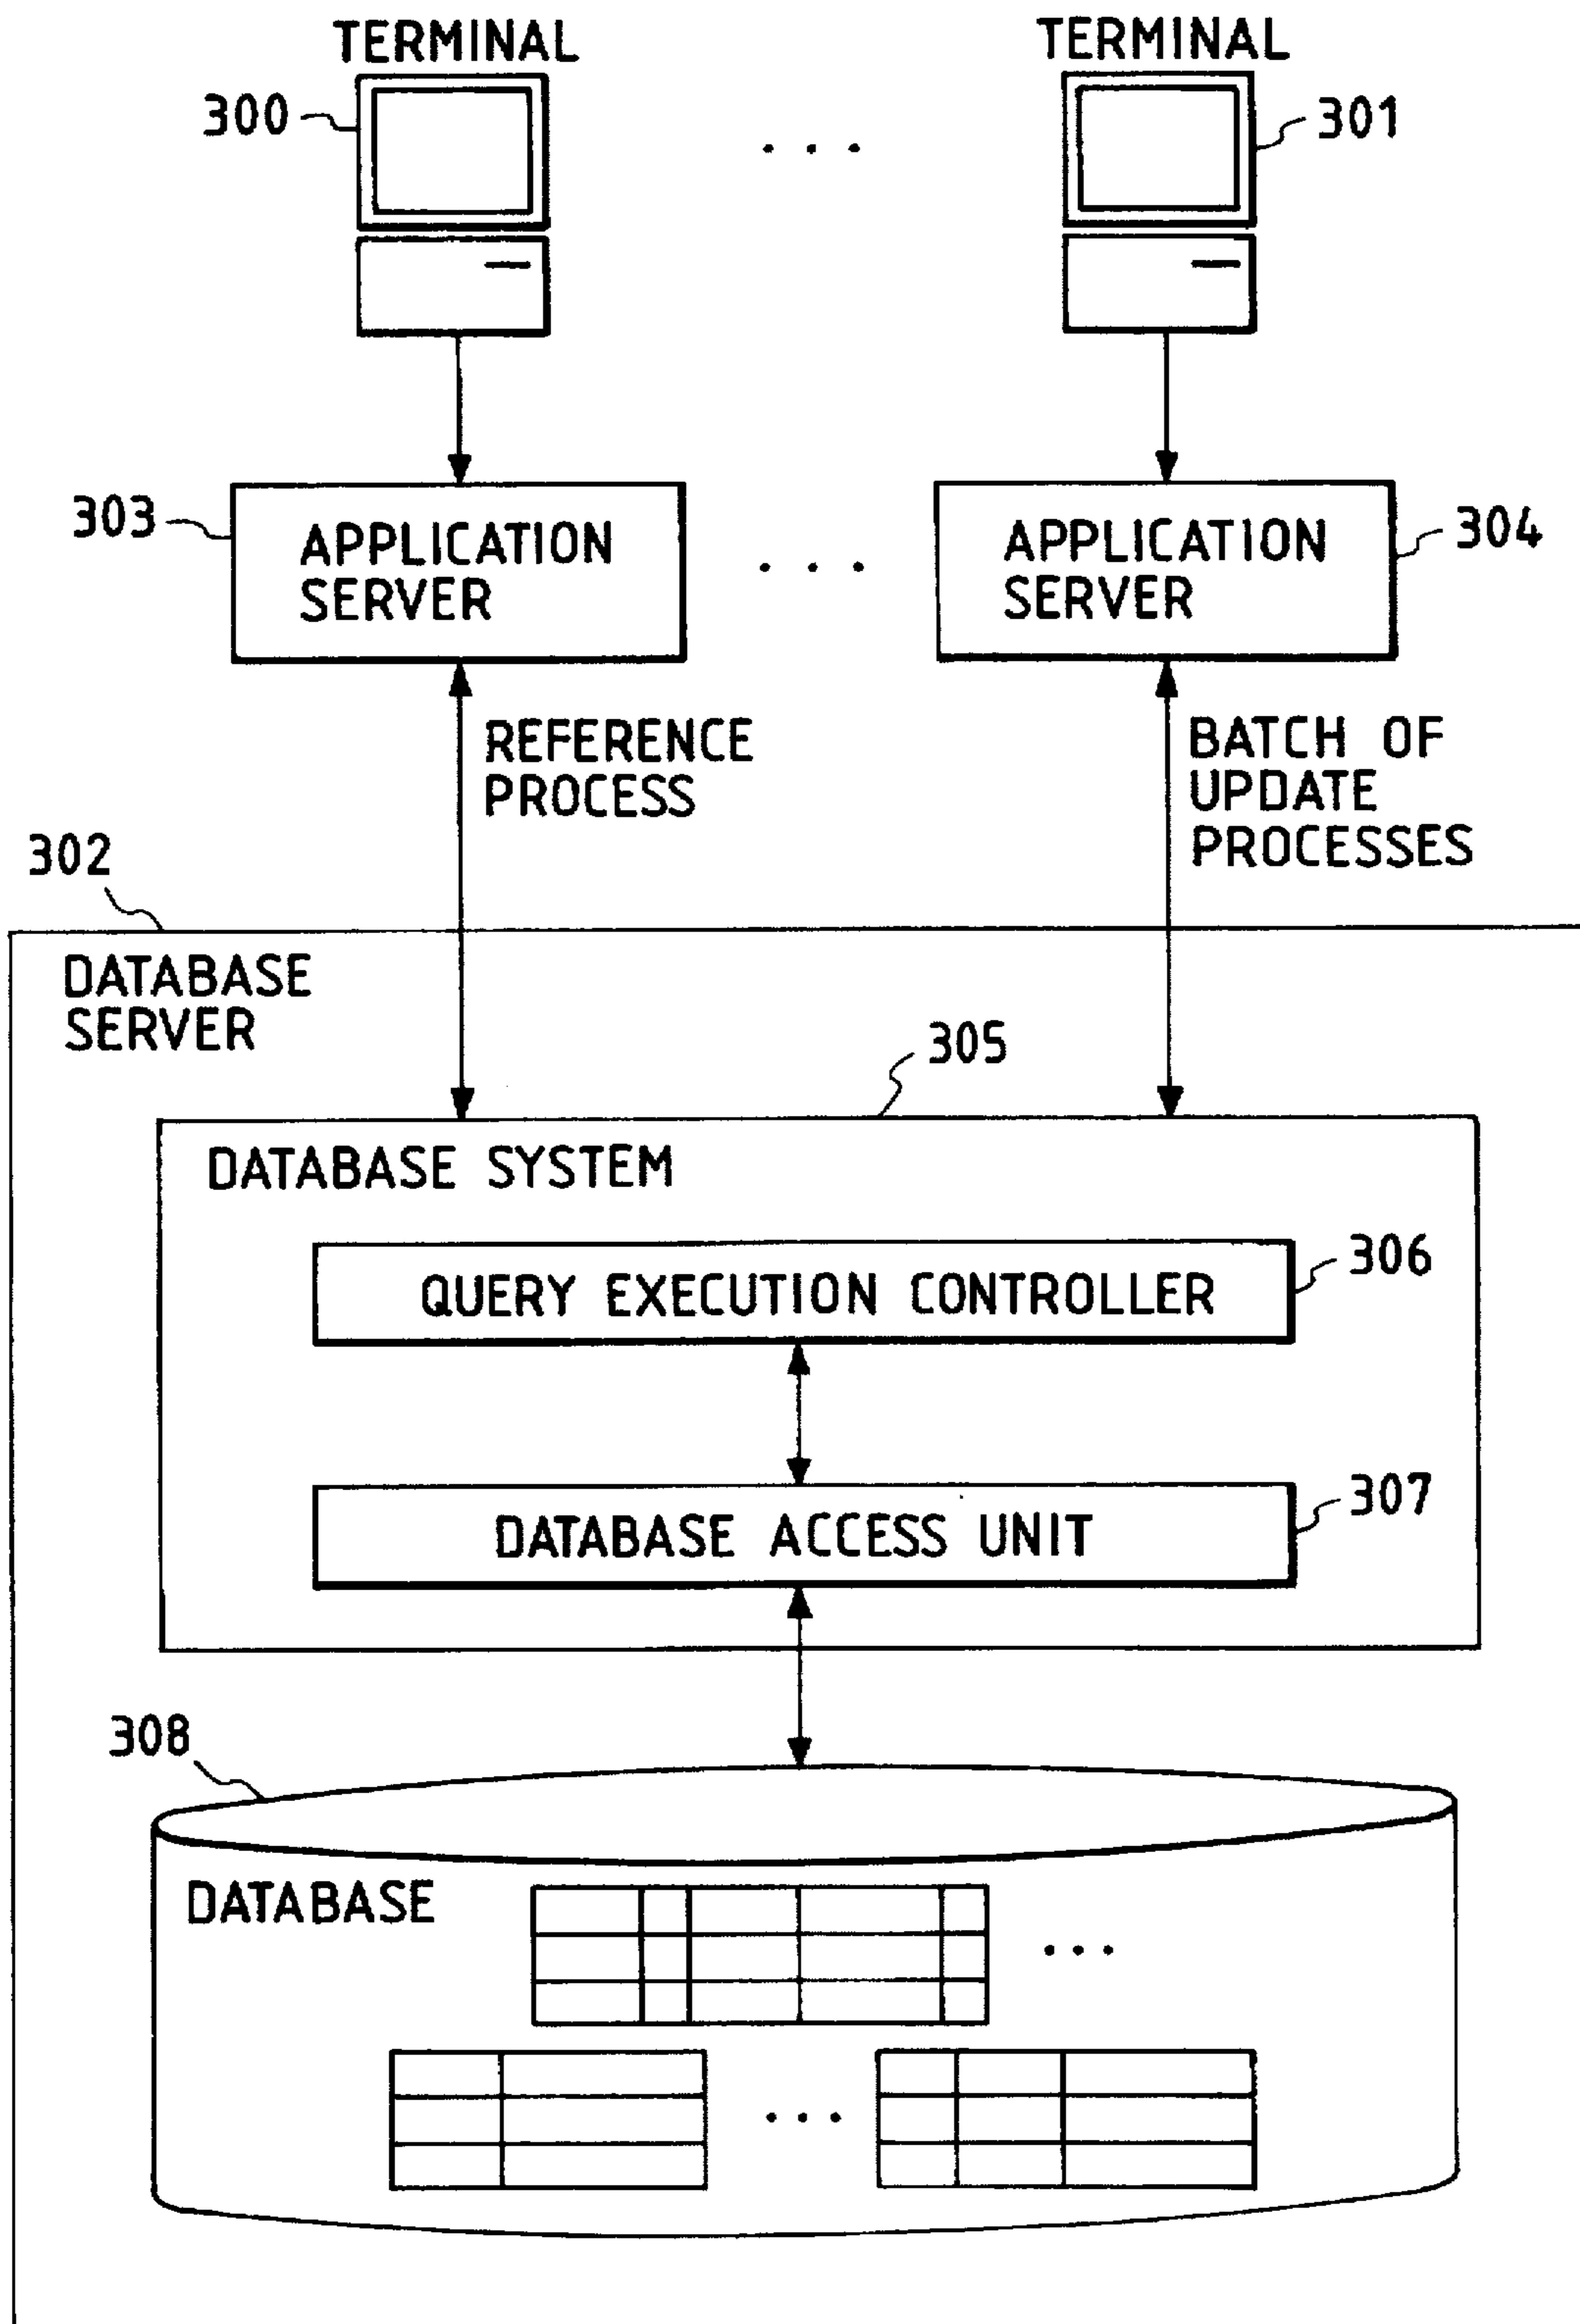 TERMINAL
TERMINAL
300
301
...
303
APPLICATION
SERVER
...
APPLICATION
SERVER
304
REFERENCE
PROCESS
BATCH OF
UPDATE
PROCESSES
302
DATABASE
SERVER
305
DATABASE SYSTEM
QUERY EXECUTION CONTROLLER
306
DATABASE ACCESS UNIT
307
308
DATABASE
...
...